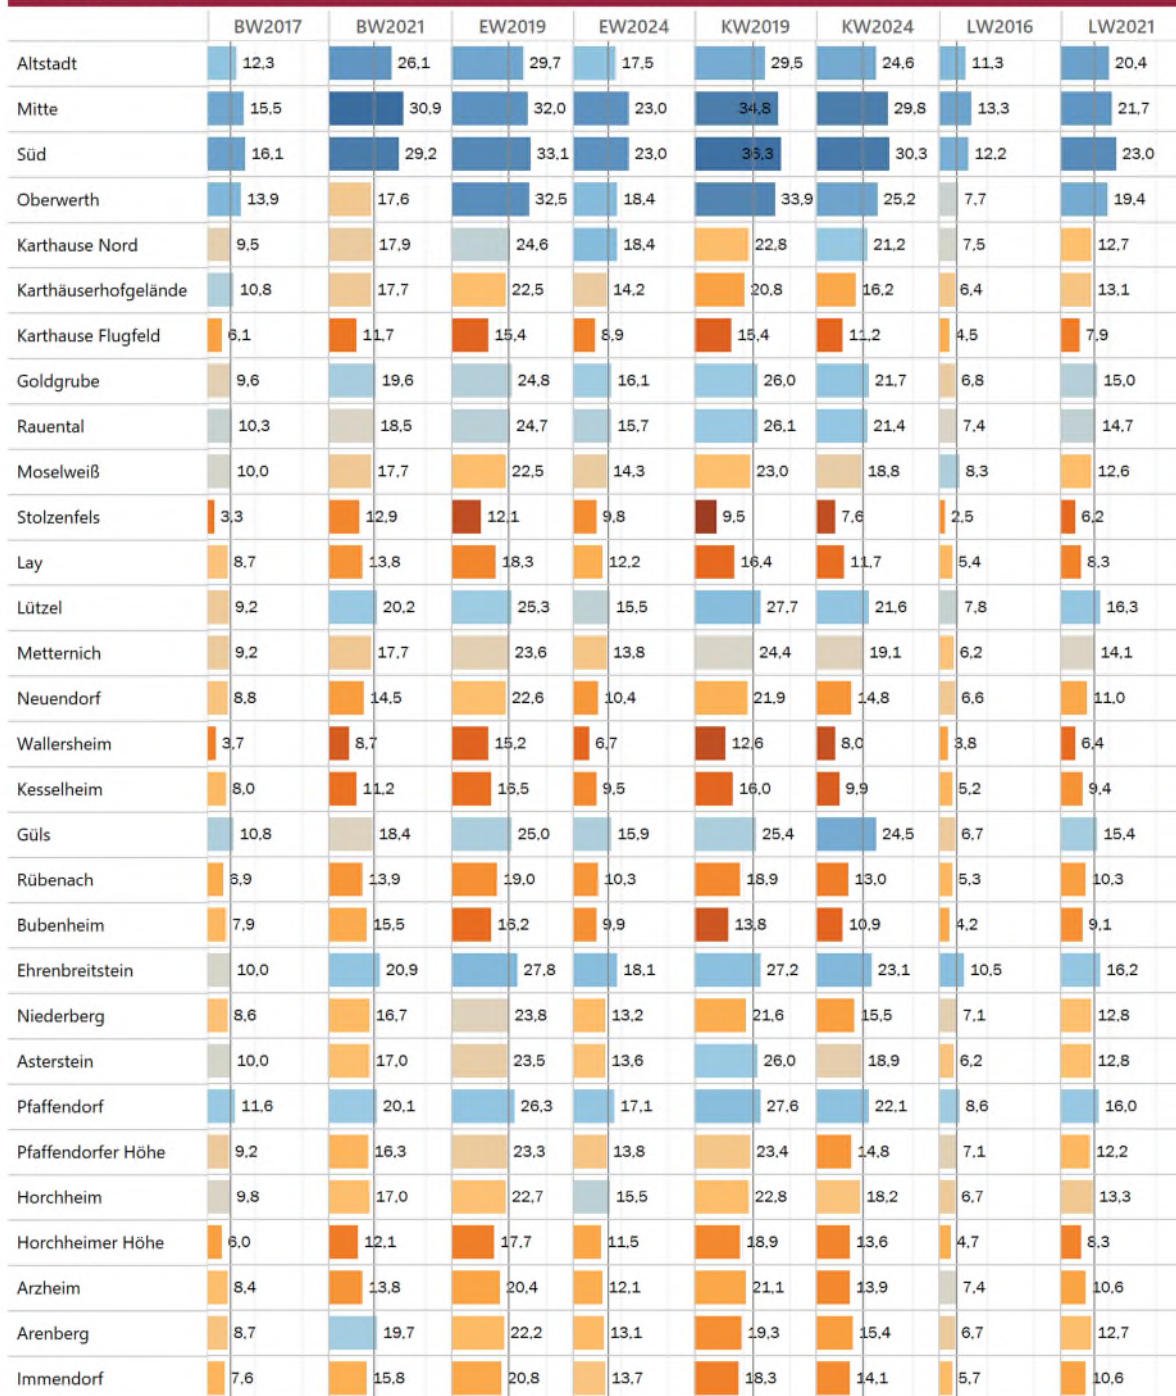 BW2017 BW2021 EW2019 EW2024 KW2019 KW2024 LW2016 LW2021
Altstadt 12,3 26,1 29,7 17,5 29,5 24,6 11,3 20,4
Mitte 15,5 30,9 32,0 23,0 34,8 29,8 13,3 21,7
Süd 16,1 29,2 33,1 23,0 36,3 30,3 12,2 23,0
Oberwerth 13,9 17,6 32,5 18,4 33,9 25,2 7,7 19,4
Karthause Nord 9,5 17,9 24,6 18,4 22,8 21,2 7,5 12,7
Karthäuserhofgelände 10,8 17,7 22,5 14,2 20,8 16,2 6,4 13,1
Karthause Flugfeld 6,1 11,7 15,4 8,9 15,4 11,2 4,5 7,9
Goldgrube 9,6 19,6 24,8 16,1 26,0 21,7 6,8 15,0
Rauental 10,3 18,5 24,7 15,7 26,1 21,4 7,4 14,7
Moselweiß 10,0 17,7 22,5 14,3 23,0 18,8 8,3 12,6
Stolzenfels 3,3 12,9 12,1 9,8 9,5 7,6 2,5 6,2
Lay 8,7 13,8 18,3 12,2 16,4 11,7 5,4 8,3
Lützel 9,2 20,2 25,3 15,5 27,7 21,6 7,8 16,3
Metternich 9,2 17,7 23,6 13,8 24,4 19,1 6,2 14,1
Neuendorf 8,8 14,5 22,6 10,4 21,9 14,8 6,6 11,0
Wallersheim 3,7 8,7 15,2 6,7 12,6 8,0 3,8 6,4
Kesselheim 8,0 11,2 16,5 9,5 16,0 9,9 5,2 9,4
Güls 10,8 18,4 25,0 15,9 25,4 24,5 6,7 15,4
Rübenach 6,9 13,9 19,0 10,3 18,9 13,0 5,3 10,3
Bubenheim 7,9 15,5 16,2 9,9 13,8 10,9 4,2 9,1
Ehrenbreitstein 10,0 20,9 27,8 18,1 27,2 23,1 10,5 16,2
Niederberg 8,6 16,7 23,8 13,2 21,6 15,5 7,1 12,8
Asterstein 10,0 17,0 23,5 13,6 26,0 18,9 6,2 12,8
Pfaffendorf 11,6 20,1 26,3 17,1 27,6 22,1 8,6 16,0
Pfaffendorfer Höhe 9,2 16,3 23,3 13,8 23,4 14,8 7,1 12,2
Horchheim 9,8 17,0 22,7 15,5 22,8 18,2 6,7 13,3
Horchheimer Höhe 6,0 12,1 17,7 11,5 18,9 13,6 4,7 8,3
Arzheim 8,4 13,8 20,4 12,1 21,1 13,9 7,4 10,6
Arenberg 8,7 19,7 22,2 13,1 19,3 15,4 6,7 12,7
Immendorf 7,6 15,8 20,8 13,7 18,3 14,1 5,7 10,6